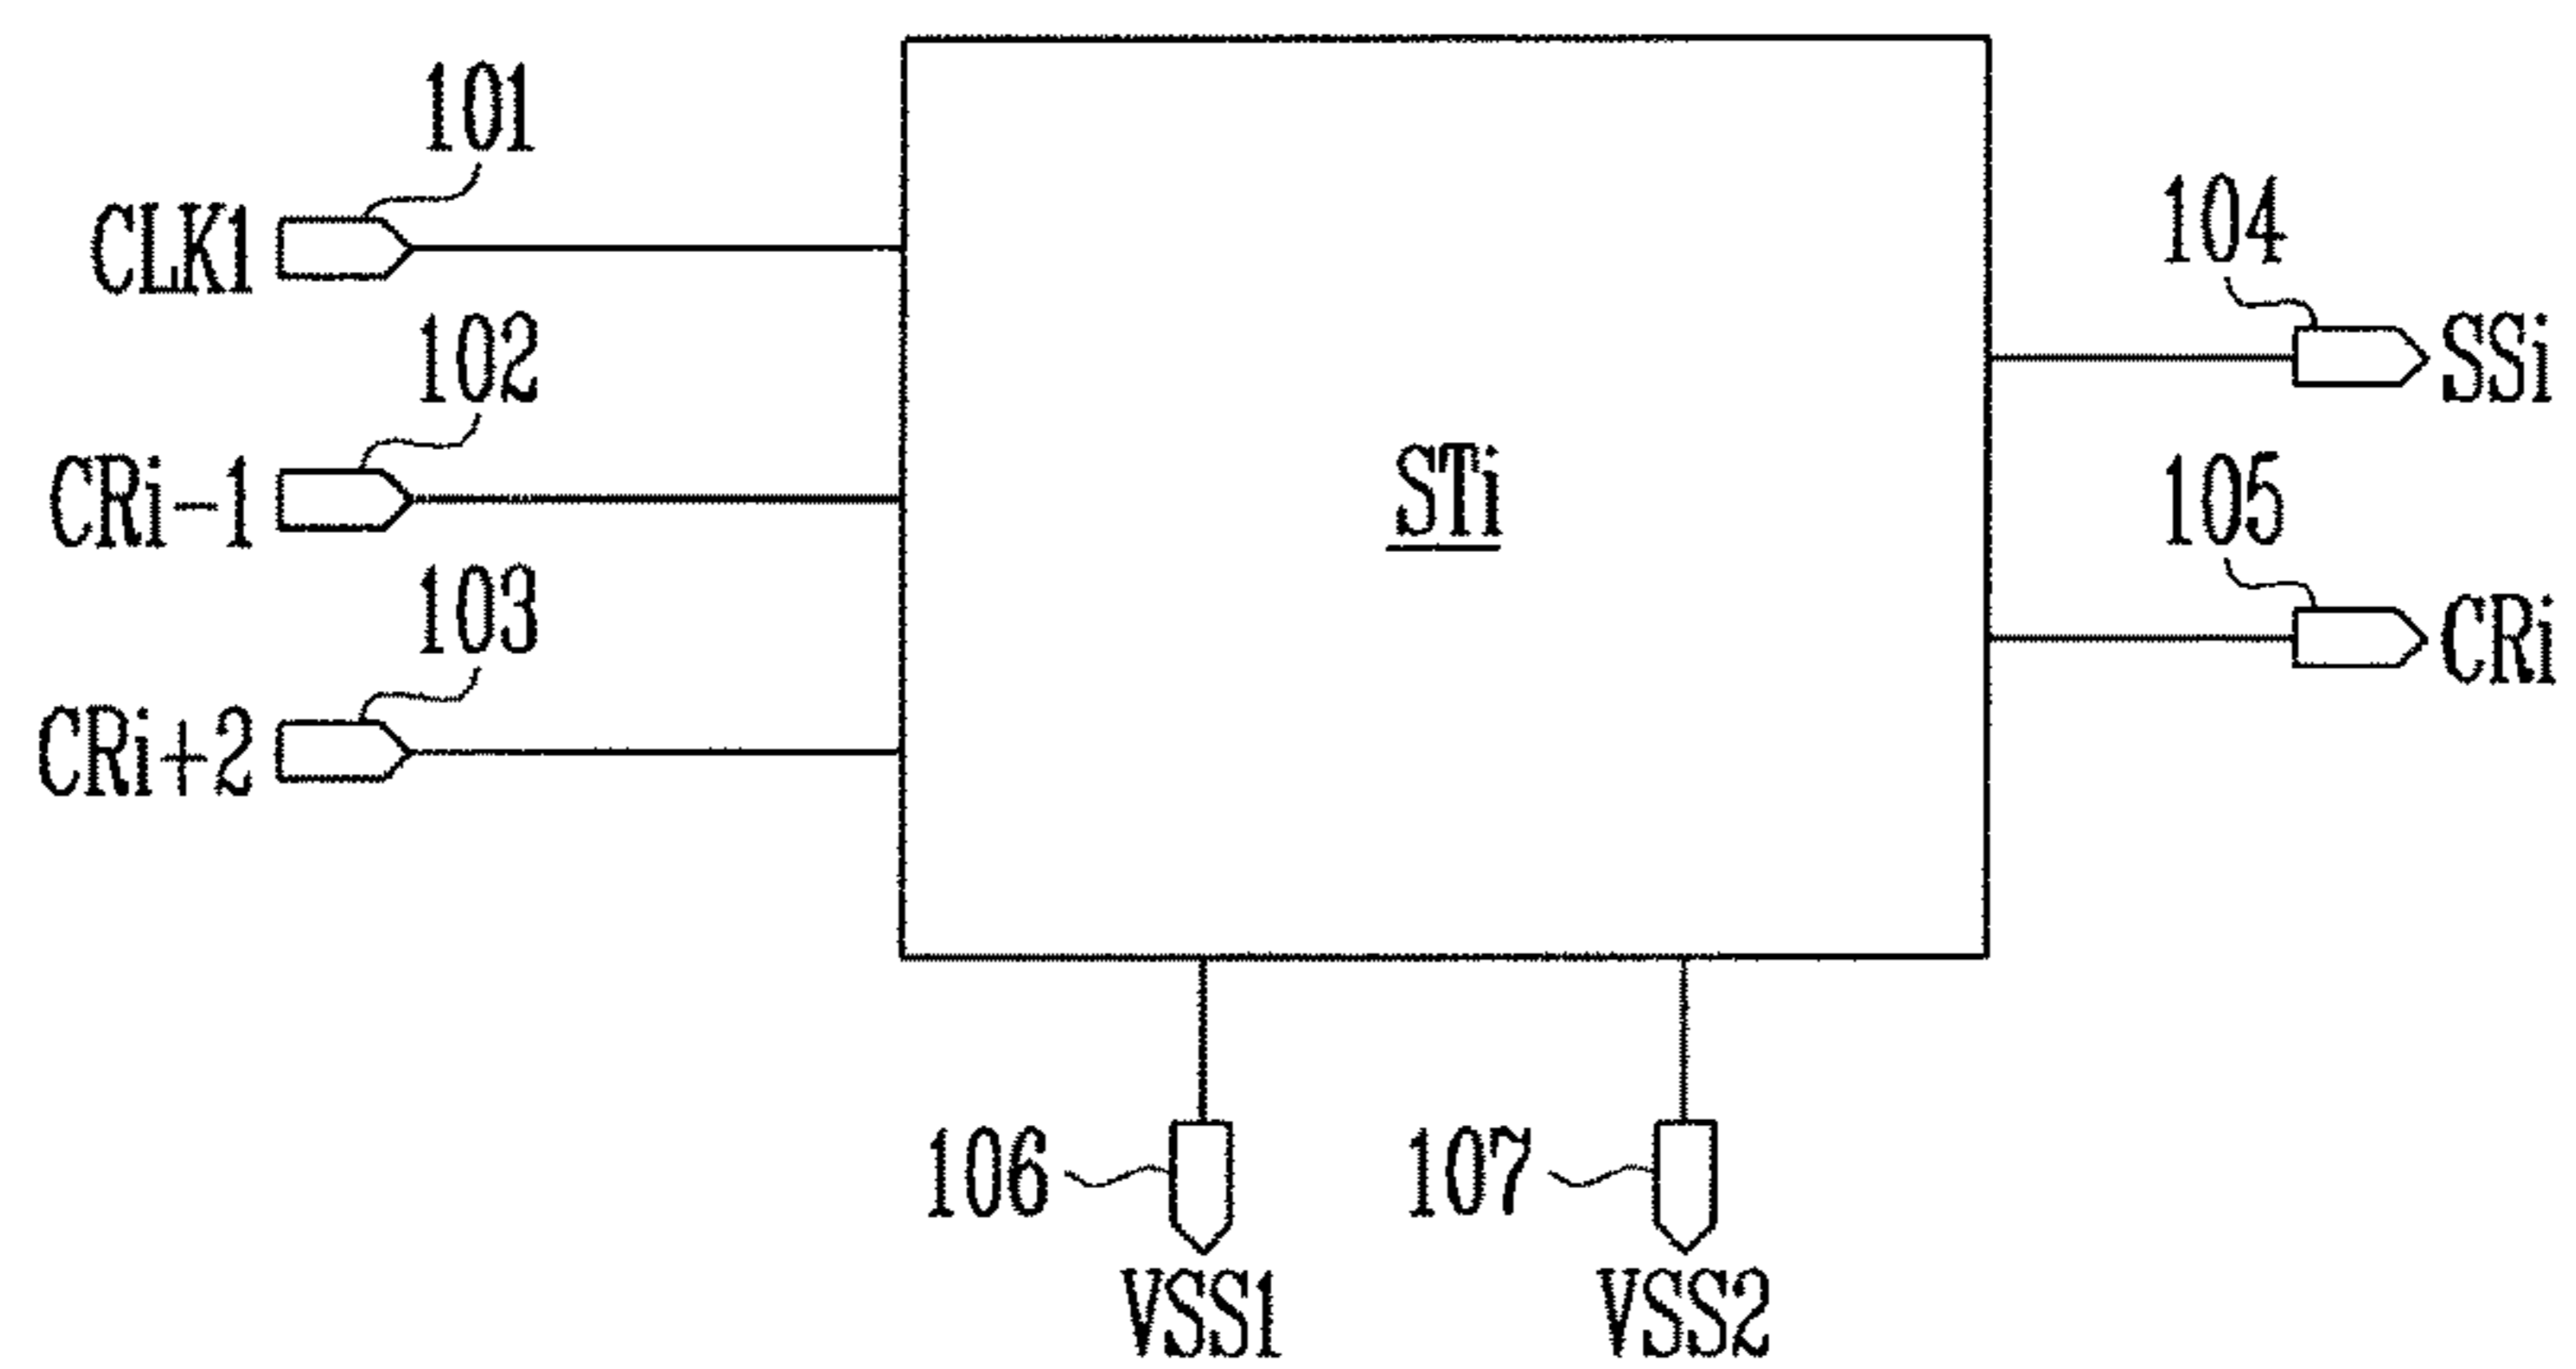 101
CLK1
102
CRi-1
103
CRi+2
STi
104
SSi
105
CRi
106
VSS1
107
VSS2